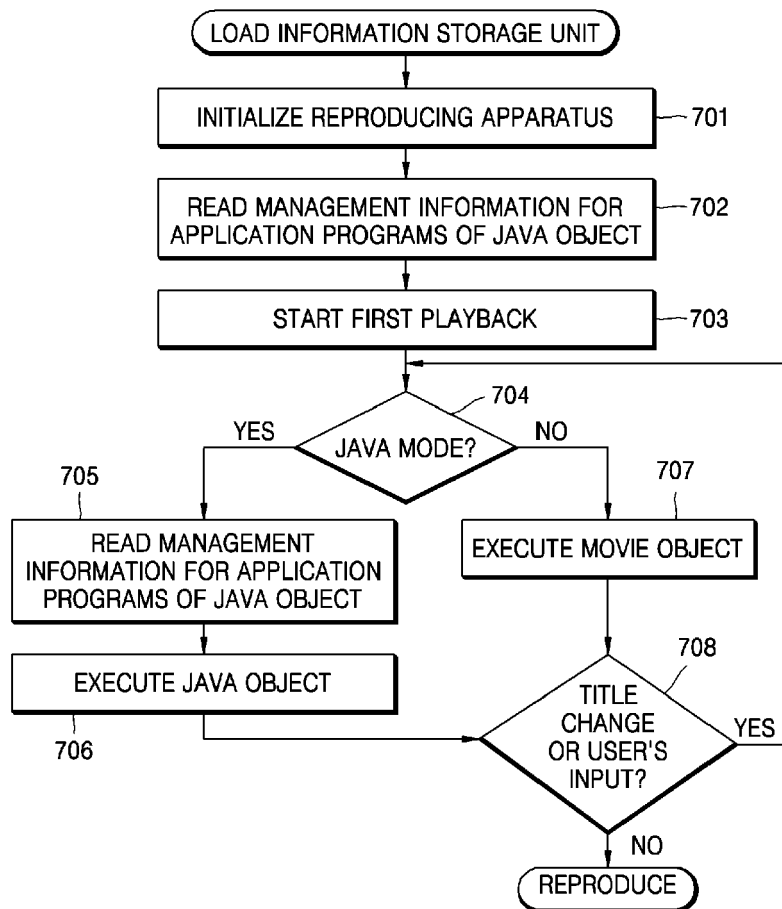 LOAD INFORMATION STORAGE UNIT
INITIALIZE REPRODUCING APPARATUS
701
READ MANAGEMENT INFORMATION FOR
APPLICATION PROGRAMS OF JAVA OBJECT
702
START FIRST PLAYBACK
703
704
JAVA MODE?
YES
NO
705
READ MANAGEMENT
INFORMATION FOR APPLICATION
PROGRAMS OF JAVA OBJECT
EXECUTE JAVA OBJECT
706
707
EXECUTE MOVIE OBJECT
708
TITLE
CHANGE
OR USER'S
INPUT?
YES
NO
REPRODUCE